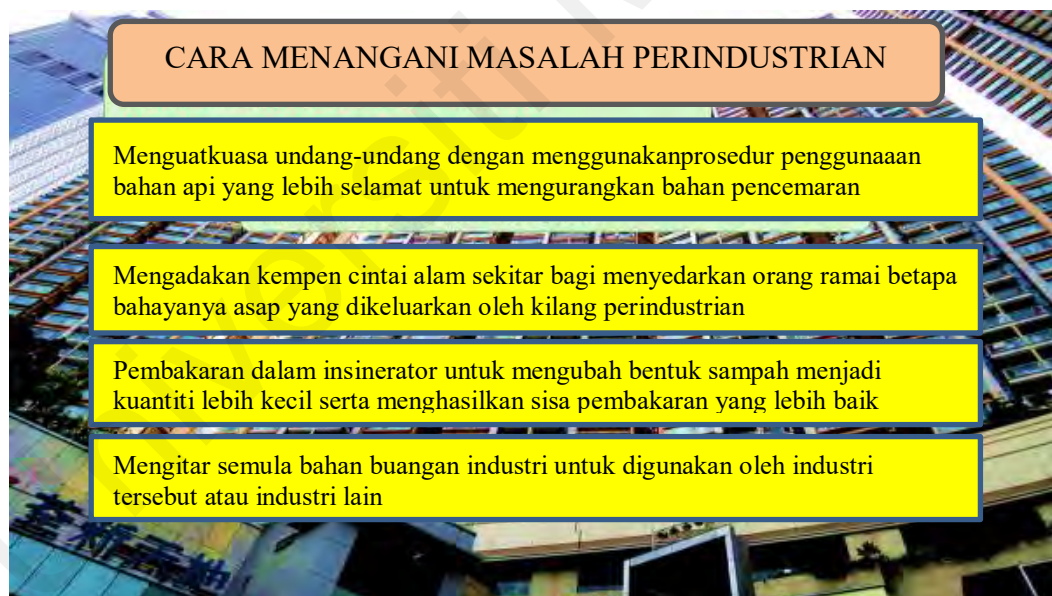 CARA MENANGANI MASALAH PERINDUSTRIAN
Menguatkuasa undang-undang dengan menggunakanprosedur penggunaaan
bahan api yang lebih selamat untuk mengurangkan bahan pencemaran
Mengadakan kempen cintai alam sekitar bagi menyedarkan orang ramai betapa
bahayanya asap yang dikeluarkan oleh kilang perindustrian
Pembakaran dalam insinerator untuk mengubah bentuk sampah menjadi
kuantiti lebih kecil serta menghasilkan sisa pembakaran yang lebih baik
Mengitar semula bahan buangan industri untuk digunakan oleh industri
tersebut atau industri lain